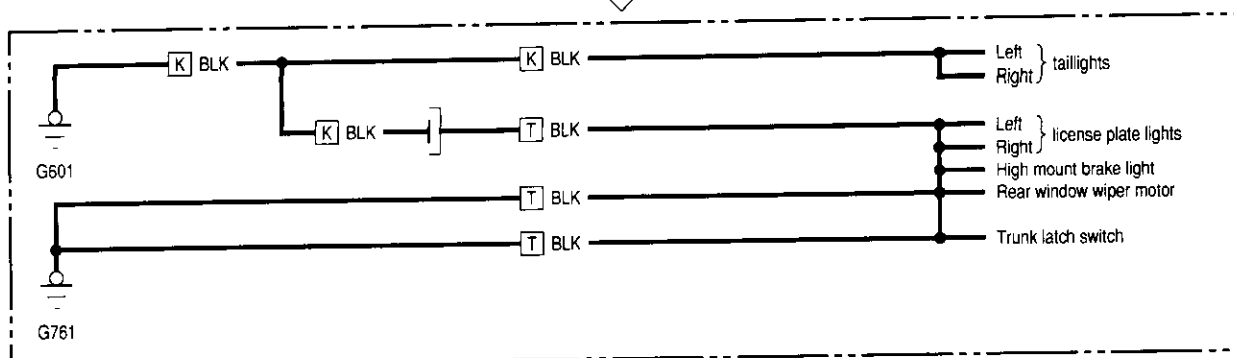 K BLK K BLK Left
Right } taillights
K BLK T BLK Left
Right } license plate lights
G601
High mount brake light
T BLK Rear window wiper motor
T BLK Trunk latch switch
G761